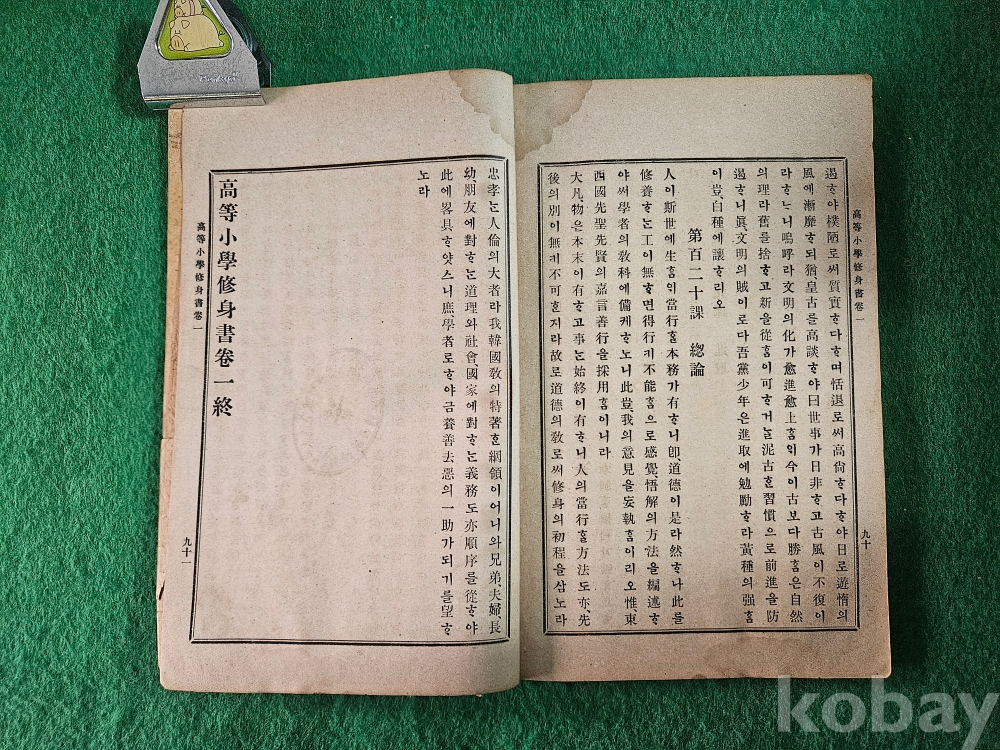 高等小學修身書卷一
過ᄒᆞ야樸陋로써質實ᄒᆞ다ᄒᆞ며恬退로써高尙ᄒᆞ다ᄒᆞ야日로遊惰의
風에漸靡ᄒᆞ되猶、皇古를高談ᄒᆞ야曰世事가日非ᄒᆞ고古風이不復이
라ᄒᆞᄂᆞ니嗚呼라文明의化가愈進愈上ᄒᆞᆷᄋᆡ今이古보다勝ᄒᆞᆷ은自然
의理라舊를捨ᄒᆞ고新을從ᄒᆞᆷ이可ᄒᆞ거ᄂᆞᆯ泥古ᄒᆞᆫ習慣으로前進을防
遏ᄒᆞ니眞、文明의賊이로다吾黨少年은進取에勉勵ᄒᆞ라黃種의强ᄒᆞᆷ
이豈、白種에讓ᄒᆞ리오
第百二十課 總論
人이斯世에生ᄒᆞᆷᄋᆡ當行ᄒᆞᆯ本務가有ᄒᆞ니卽、道德이是라然ᄒᆞ나此를
修養ᄒᆞᄂᆞᆫ工이無ᄒᆞ면得行키不能ᄒᆞᆷ으로感覺、悟解의方法을編述ᄒᆞ
야써學者의敎科에備케ᄒᆞ노니此豈、我의意見을妄執ᄒᆞᆷ이리오惟、東
西國先聖先賢의嘉言善行을採用ᄒᆞᆷ이니라
大凡、物은本末이有ᄒᆞ고事ᄂᆞᆫ始終이有ᄒᆞ니人의當行ᄒᆞᆯ方法도亦、先
後의別이無키不可ᄒᆞᆫ지라故로道德의敎로써修身의初程을삼노라
九十
忠孝ᄂᆞᆫ人倫의大者라我韓國敎의特著ᄒᆞᆫ綱領이어니와兄弟、夫婦、長
幼、朋友에對ᄒᆞᄂᆞᆫ道理와社會、國家에對ᄒᆞᄂᆞᆫ義務도亦順序를從ᄒᆞ야
此에畧具ᄒᆞ얏스니庶、學者로ᄒᆞ야금養善去惡의一助가되기를望ᄒᆞ
노라
高等小學修身書卷一終
高等小學修身書卷一
九十一
kobay